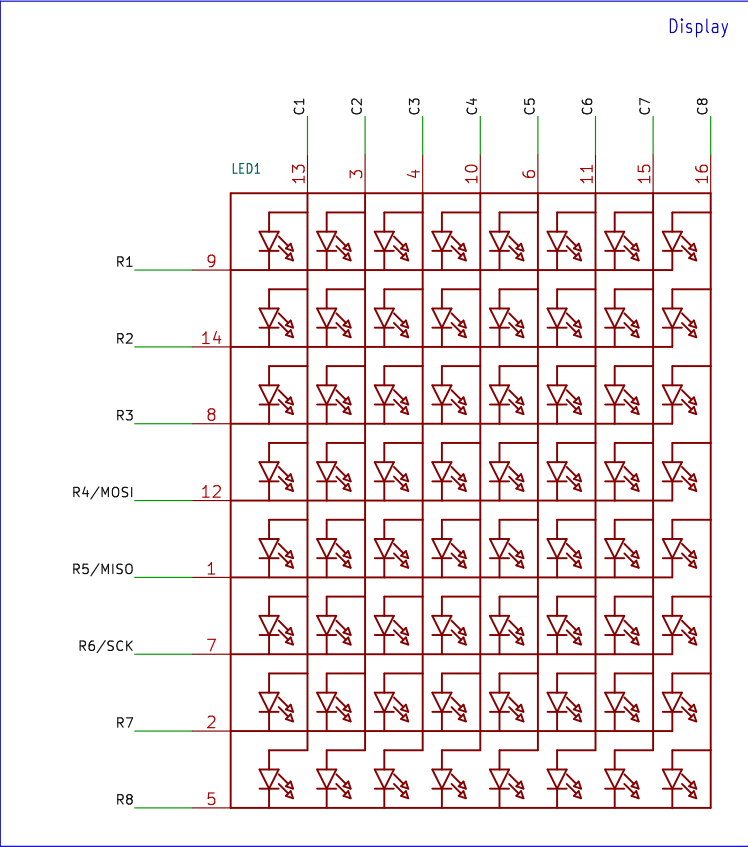 Display
C1 C2 C3 C4 C5 C6 C7 C8
LED1 13 3 4 10 6 11 15 16
R1 9
R2 14
R3 8
R4/MOSI 12
R5/MISO 1
R6/SCK 7
R7 2
R8 5